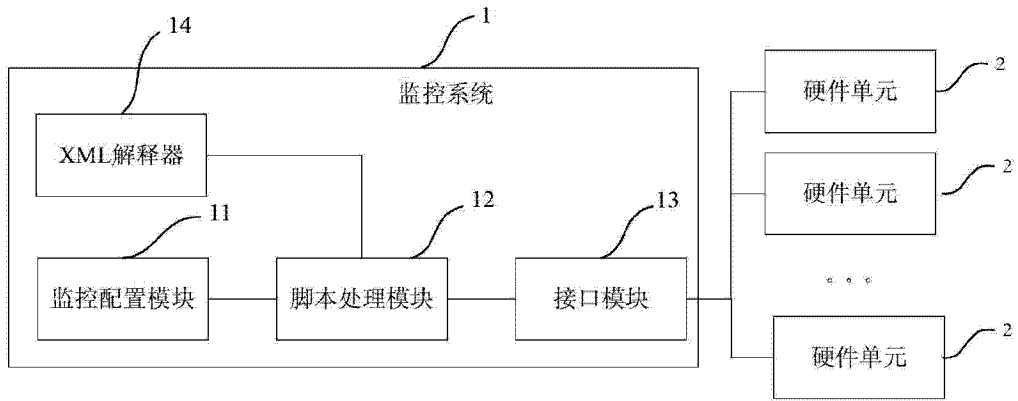 14
1
监控系统
2
硬件单元
XML解释器
2
硬件单元
11
12
13
监控配置模块
脚本处理模块
接口模块
。。。
2
硬件单元